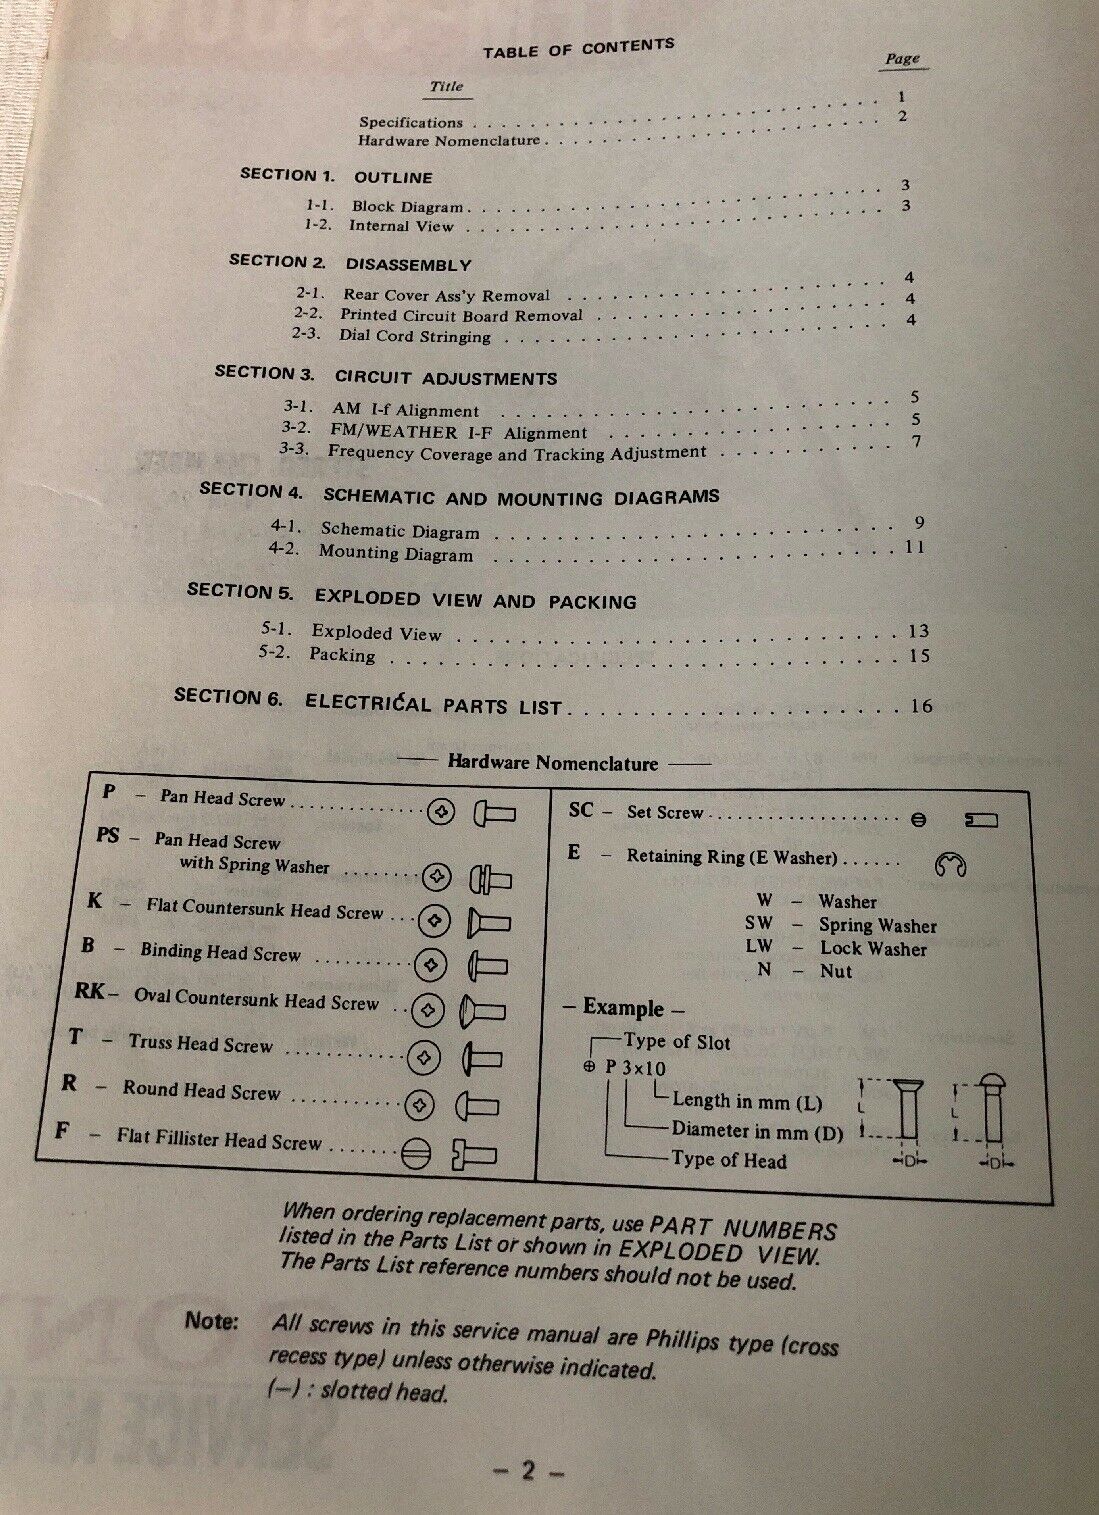 TABLE OF CONTENTS
Title Page
Specifications . . . . . . . . . . . . . . . . . . . . . . . . . . . . 1
Hardware Nomenclature . . . . . . . . . . . . . . . . . . . . . . . . 2
SECTION 1. OUTLINE
1-1. Block Diagram . . . . . . . . . . . . . . . . . . . . . . . . . . 3
1-2. Internal View . . . . . . . . . . . . . . . . . . . . . . . . . . 3
SECTION 2. DISASSEMBLY
2-1. Rear Cover Ass'y Removal . . . . . . . . . . . . . . . . . . . . 4
2-2. Printed Circuit Board Removal . . . . . . . . . . . . . . . . . . 4
2-3. Dial Cord Stringing . . . . . . . . . . . . . . . . . . . . . . . 4
SECTION 3. CIRCUIT ADJUSTMENTS
3-1. AM I-f Alignment . . . . . . . . . . . . . . . . . . . . . . . . 5
3-2. FM/WEATHER I-F Alignment . . . . . . . . . . . . . . . . . . 5
3-3. Frequency Coverage and Tracking Adjustment . . . . . . . . . . . 7
SECTION 4. SCHEMATIC AND MOUNTING DIAGRAMS
4-1. Schematic Diagram . . . . . . . . . . . . . . . . . . . . . . . . 9
4-2. Mounting Diagram . . . . . . . . . . . . . . . . . . . . . . . . 11
SECTION 5. EXPLODED VIEW AND PACKING
5-1. Exploded View . . . . . . . . . . . . . . . . . . . . . . . . . . 13
5-2. Packing . . . . . . . . . . . . . . . . . . . . . . . . . . . . . 15
SECTION 6. ELECTRICAL PARTS LIST . . . . . . . . . . . . . . . . . . . 16
Hardware Nomenclature
P – Pan Head Screw . . . . . . . . . . . . .
PS – Pan Head Screw
with Spring Washer . . . . . . . .
K – Flat Countersunk Head Screw . . .
B – Binding Head Screw . . . . . . . . . .
RK – Oval Countersunk Head Screw . .
T – Truss Head Screw . . . . . . . . . . . .
R – Round Head Screw . . . . . . . . . . .
F – Flat Fillister Head Screw . . . . . . .
SC – Set Screw . . . . . . . . . . . . . . . . . . .
E – Retaining Ring (E Washer) . . . . . .
W – Washer
SW – Spring Washer
LW – Lock Washer
N – Nut
– Example –
Type of Slot
⊕ P 3x10
Length in mm (L)
Diameter in mm (D)
Type of Head
L
D
L
D
When ordering replacement parts, use PART NUMBERS
listed in the Parts List or shown in EXPLODED VIEW.
The Parts List reference numbers should not be used.
Note: All screws in this service manual are Phillips type (cross
recess type) unless otherwise indicated.
(–) : slotted head.
– 2 –